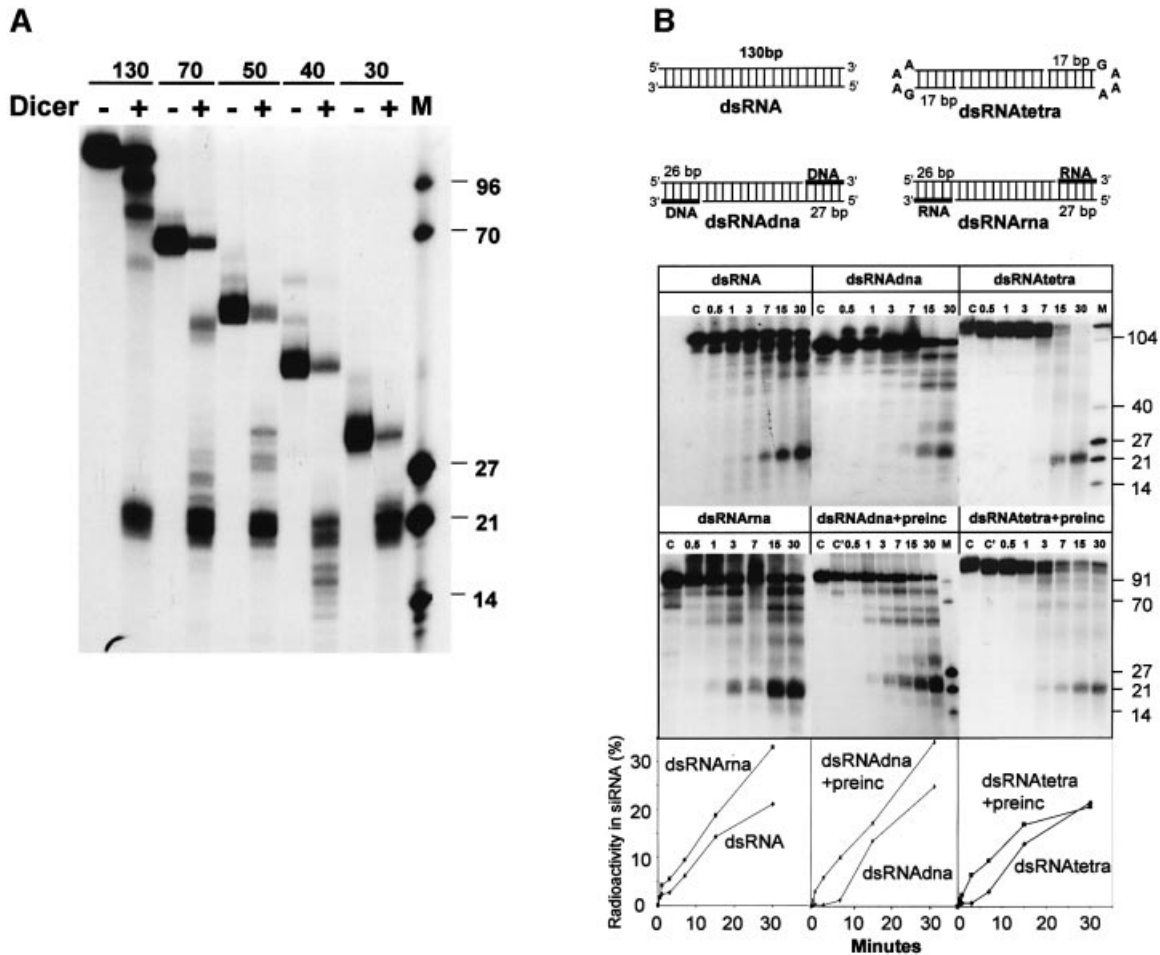 A
130 70 50 40 30
Dicer - + - + - + - + - + M
96
70
27
21
14
B
130bp
5' 3'
3' 5'
dsRNA
17 bp
A A G A
A G A A
17 bp
dsRNAtetra
26 bp DNA
5' 3'
3' 5'
DNA 27 bp
dsRNAdna
26 bp RNA
5' 3'
3' 5'
RNA 27 bp
dsRNArna
dsRNA dsRNAdna dsRNAtetra
C 0.5 1 3 7 15 30 C 0.5 1 3 7 15 30 C 0.5 1 3 7 15 30 M
104
40
27
21
14
dsRNArna dsRNAdna+preinc dsRNAtetra+preinc
C 0.5 1 3 7 15 30 C C' 0.5 1 3 7 15 30 M C C' 0.5 1 3 7 15 30
91
70
27
21
14
Radioactivity in siRNA (%)
30
20
10
0
dsRNArna
dsRNA
dsRNAdna
+preinc
dsRNAdna
dsRNAtetra
+preinc
dsRNAtetra
0 10 20 30 0 10 20 30 0 10 20 30
Minutes